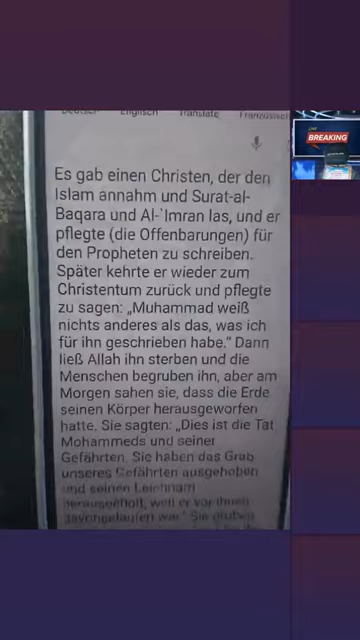 Deutsch Englisch Translate Französisch
LIVE
BREAKING
Es gab einen Christen, der den
Islam annahm und Surat-al-
Baqara und Al-`Imran las, und er
pflegte (die Offenbarungen) für
den Propheten zu schreiben.
Später kehrte er wieder zum
Christentum zurück und pflegte
zu sagen: „Muhammad weiß
nichts anderes als das, was ich
für ihn geschrieben habe.“ Dann
ließ Allah ihn sterben und die
Menschen begruben ihn, aber am
Morgen sahen sie, dass die Erde
seinen Körper herausgeworfen
hatte. Sie sagten: „Dies ist die Tat
Mohammeds und seiner
Gefährten. Sie haben das Grab
unseres Gefährten ausgehoben
und seinen Leichnam
herausgeholt, weil er vor ihnen
davongelaufen war.“ Sie gruben